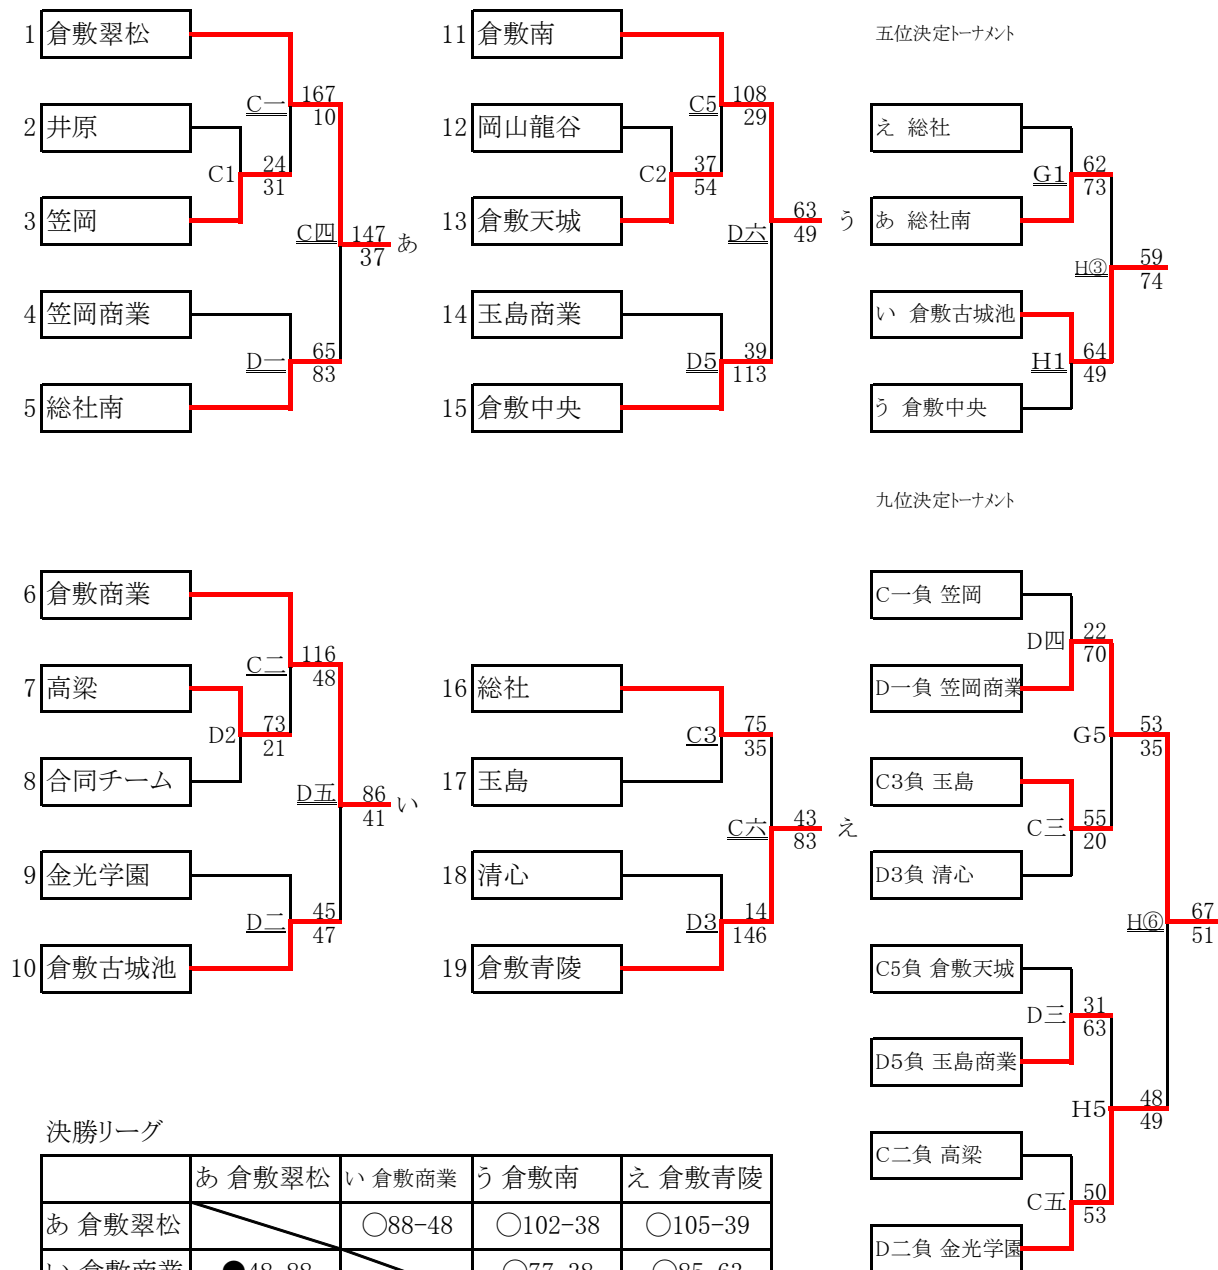 1 倉敷翠松
2 井原
3 笠岡
4 笠岡商業
5 総社南
C一
167
10
C1
24
31
C四
147
37
あ
D一
65
83
11 倉敷南
12 岡山龍谷
13 倉敷天城
14 玉島商業
15 倉敷中央
C5
108
29
C2
37
54
D六
63
49
う
D5
39
113
五位決定トーナメント
え 総社
あ 総社南
い 倉敷古城池
う 倉敷中央
G1
62
73
H③
59
74
H1
64
49
6 倉敷商業
7 高梁
8 合同チーム
9 金光学園
10 倉敷古城池
C二
116
48
D2
73
21
D五
86
41
い
D二
45
47
16 総社
17 玉島
18 清心
19 倉敷青陵
C3
75
35
C六
43
83
え
D3
14
146
九位決定トーナメント
C一負 笠岡
D一負 笠岡商業
C3負 玉島
D3負 清心
C5負 倉敷天城
D5負 玉島商業
C二負 高梁
D二負 金光学園
D四
22
70
G5
53
35
C三
55
20
H⑥
67
51
D三
31
63
H5
48
49
C五
50
53
決勝リーグ
あ 倉敷翠松 い 倉敷商業 う 倉敷南 え 倉敷青陵
あ 倉敷翠松 ○88-48 ○102-38 ○105-39
い 倉敷商業 ●48-88 ○77-38 ○85-63